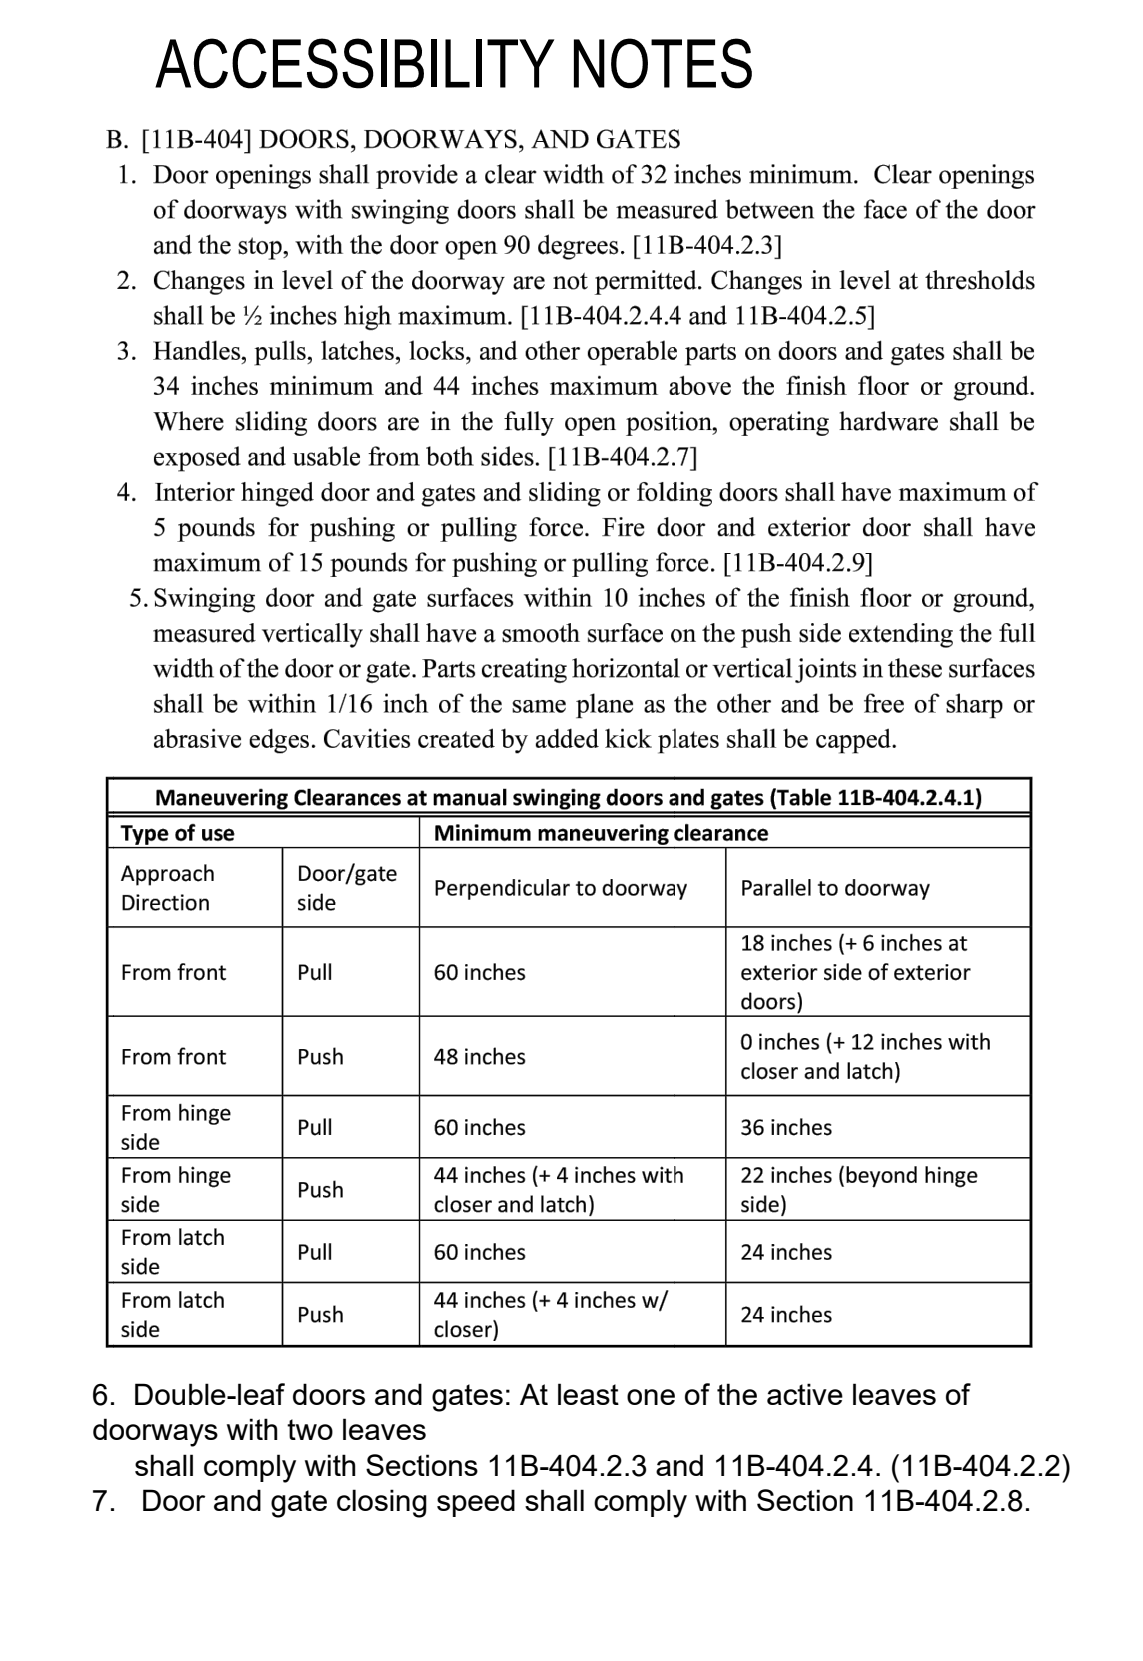 ACCESSIBILITY NOTES
B. [11B-404] DOORS, DOORWAYS, AND GATES
1. Door openings shall provide a clear width of 32 inches minimum. Clear openings
of doorways with swinging doors shall be measured between the face of the door
and the stop, with the door open 90 degrees. [11B-404.2.3]
2. Changes in level of the doorway are not permitted. Changes in level at thresholds
shall be ½ inches high maximum. [11B-404.2.4.4 and 11B-404.2.5]
3. Handles, pulls, latches, locks, and other operable parts on doors and gates shall be
34 inches minimum and 44 inches maximum above the finish floor or ground.
Where sliding doors are in the fully open position, operating hardware shall be
exposed and usable from both sides. [11B-404.2.7]
4. Interior hinged door and gates and sliding or folding doors shall have maximum of
5 pounds for pushing or pulling force. Fire door and exterior door shall have
maximum of 15 pounds for pushing or pulling force. [11B-404.2.9]
5. Swinging door and gate surfaces within 10 inches of the finish floor or ground,
measured vertically shall have a smooth surface on the push side extending the full
width of the door or gate. Parts creating horizontal or vertical joints in these surfaces
shall be within 1/16 inch of the same plane as the other and be free of sharp or
abrasive edges. Cavities created by added kick plates shall be capped.
Maneuvering Clearances at manual swinging doors and gates (Table 11B-404.2.4.1)
Type of use Minimum maneuvering clearance
Approach
Direction
Door/gate
side
Perpendicular to doorway
Parallel to doorway
From front
Pull
60 inches
18 inches (+ 6 inches at
exterior side of exterior
doors)
From front
Push
48 inches
0 inches (+ 12 inches with
closer and latch)
From hinge
side
Pull
60 inches
36 inches
From hinge
side
Push
44 inches (+ 4 inches with
closer and latch)
22 inches (beyond hinge
side)
From latch
side
Pull
60 inches
24 inches
From latch
side
Push
44 inches (+ 4 inches w/
closer)
24 inches
6. Double-leaf doors and gates: At least one of the active leaves of
doorways with two leaves
shall comply with Sections 11B-404.2.3 and 11B-404.2.4. (11B-404.2.2)
7. Door and gate closing speed shall comply with Section 11B-404.2.8.